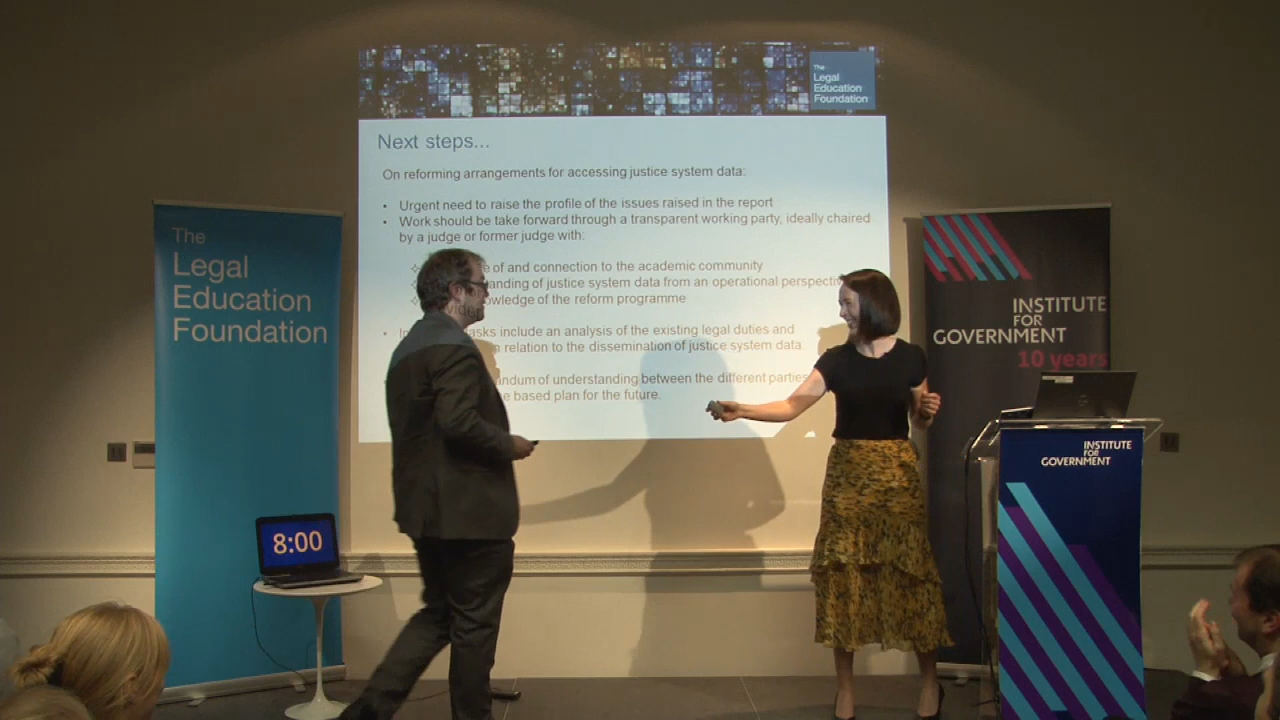 The
Legal
Education
Foundation
Next steps...
On reforming arrangements for accessing justice system data:
• Urgent need to raise the profile of the issues raised in the report
• Work should be take forward through a transparent working party, ideally chaired
by a judge or former judge with:
of and connection to the academic community
of justice system data from an operational
of the reform programme
include an analysis of the existing legal duties and
relation to the dissemination of justice system data
of understanding between the different parties
based plan for the future.
The
Legal
Education
Foundation
INSTITUTE
FOR
GOVERNMENT
10 years
8:00
INSTITUTE
FOR
GOVERNMENT